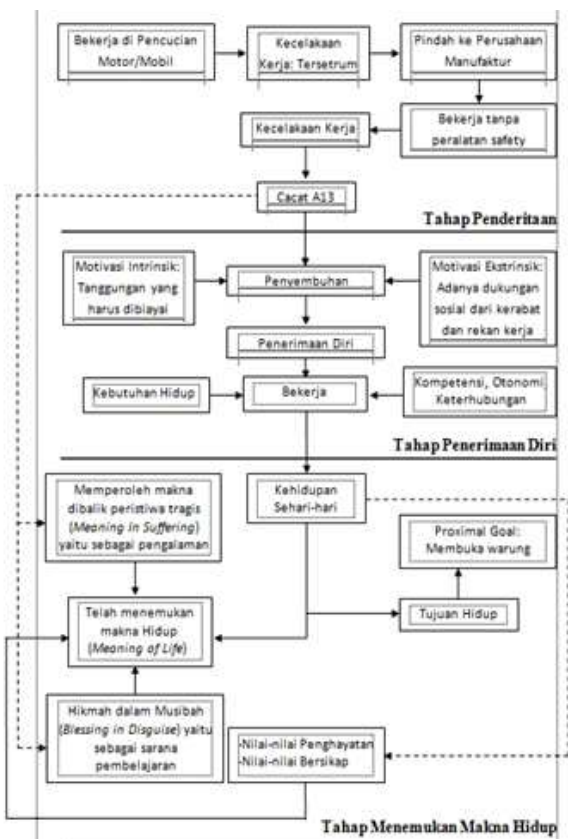 Bekerja di Pencucian
Motor/Mobil
Kecelakaan
Kerja: Tersetrum
Pindah ke Perusahaan
Manufaktur
Kecelakaan Kerja
Bekerja tanpa
peralatan safety
Cacat A13
Tahap Penderitaan
Motivasi Intrinsik:
Tanggungan yang
harus dibiayai
Penyembuhan
Motivasi Ekstrinsik:
Adanya dukungan
sosial dari kerabat
dan rekan kerja
Penerimaan Diri
Kebutuhan Hidup
Bekerja
Kompetensi, Otonomi
Keterhubungan
Tahap Penerimaan Diri
Memperoleh makna
dibalik peristiwa tragis
(Meaning in Suffering)
yaitu sebagai pengalaman
Kehidupan
Sehari-hari
Proximal Goal:
Membuka warung
Telah menemukan
makna Hidup
(Meaning of Life)
Tujuan Hidup
Hikmah dalam Musibah
(Blessing in Disguise) yaitu
sebagai sarana
pembelajaran
-Nilai-nilai Penghayatan
-Nilai-nilai Bersikap
Tahap Menemukan Makna Hidup